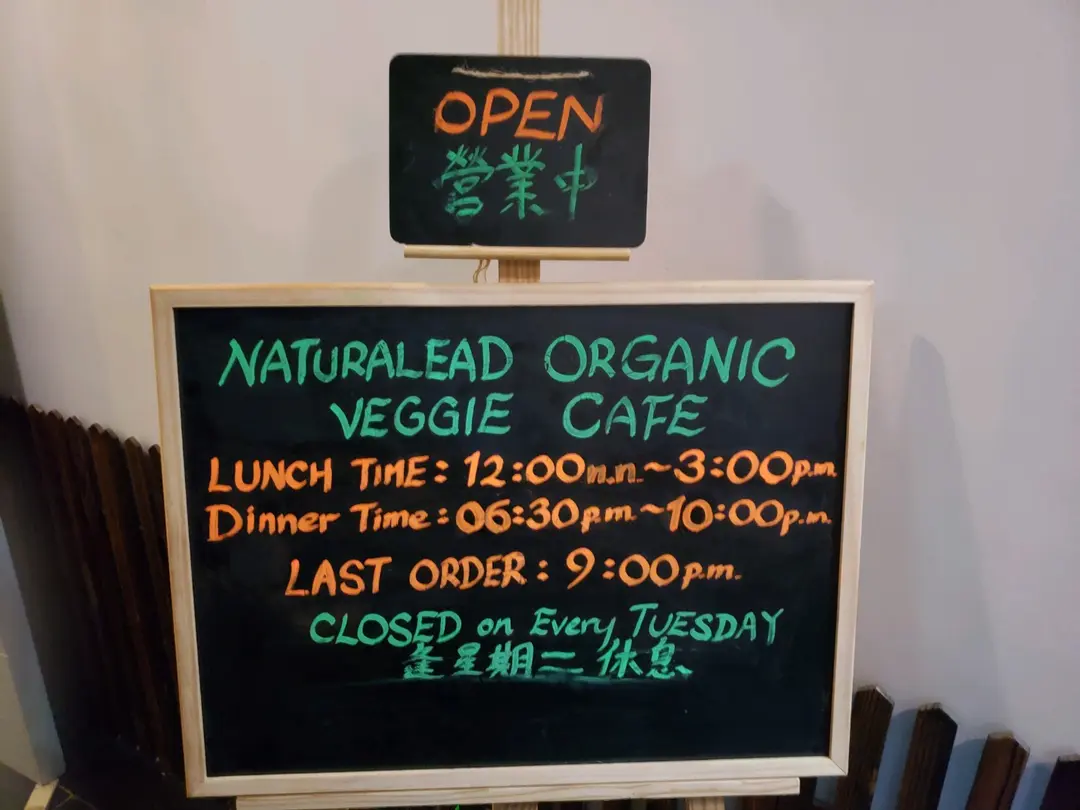 OPEN
營業中
NATURALEAD ORGANIC
VEGGIE CAFE
LUNCH TIME: 12:00n.n.~3:00p.m.
Dinner Time:06:30p.m.~10:00p.m.
LAST ORDER: 9:00p.m.
CLOSED on Every TUESDAY
逢星期二 休息